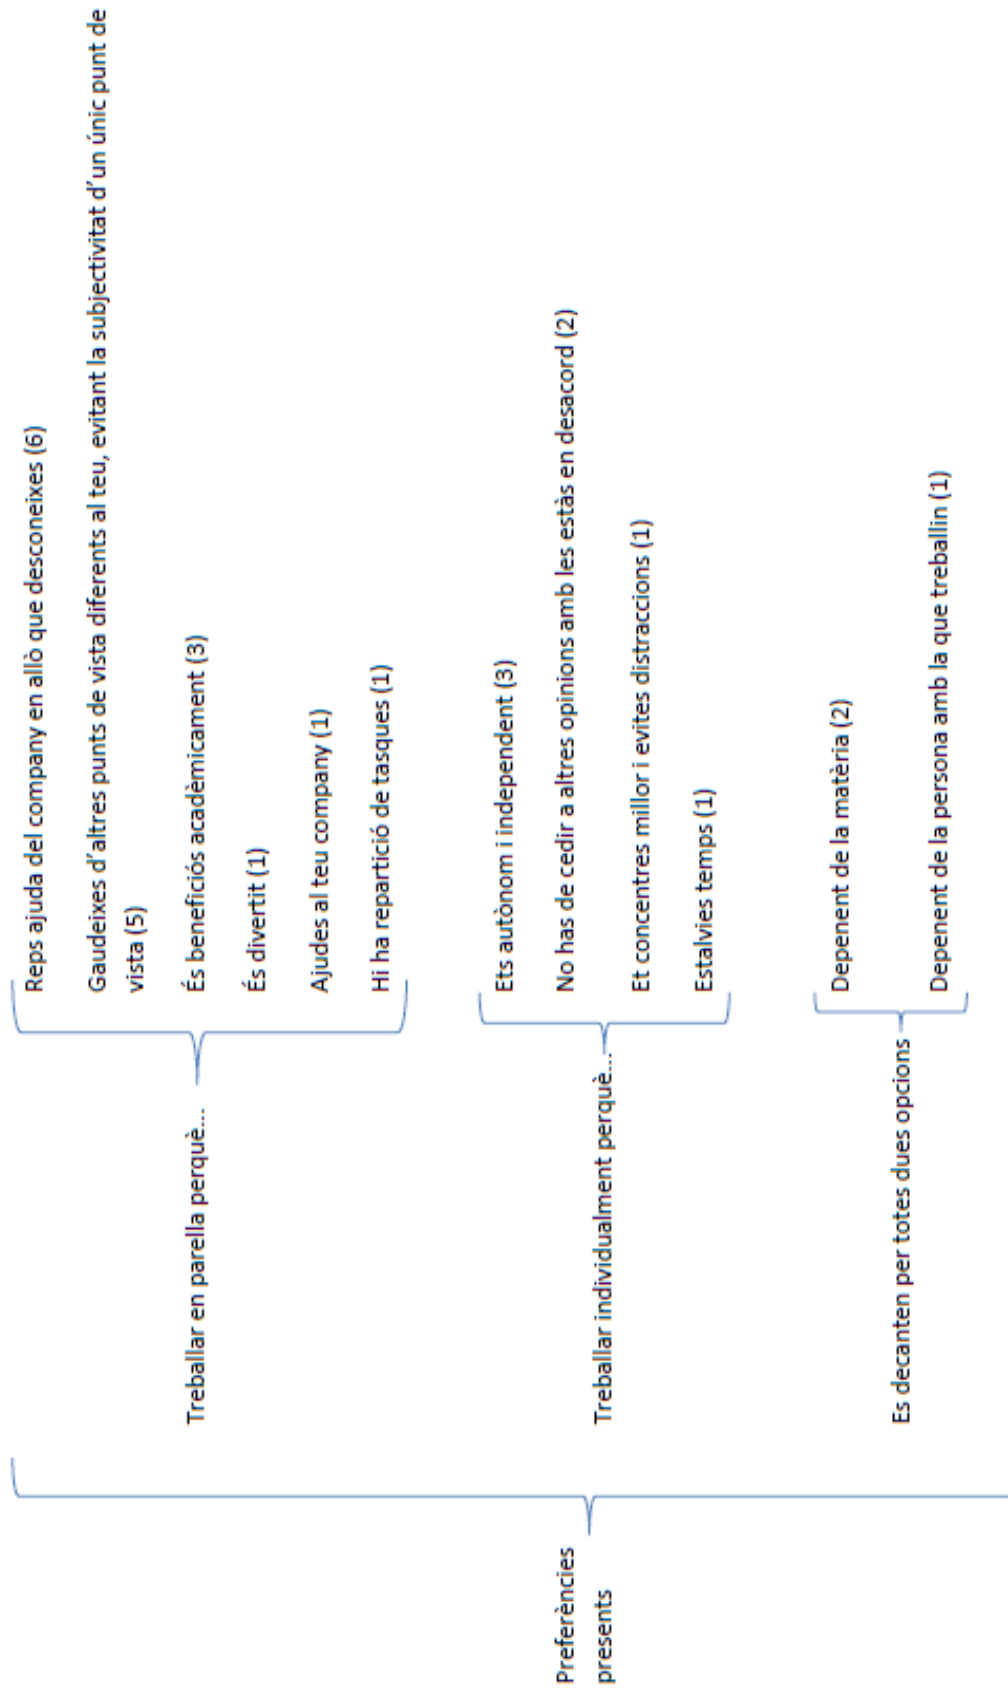 Preferències
presents
Treballar en parella perquè...
Reps ajuda del company en allò que desconeixes (6)
Gaudeixes d'altres punts de vista diferents al teu, evitant la subjectivitat d'un únic punt de
vista (5)
És beneficiós acadèmicament (3)
És divertit (1)
Ajudes al teu company (1)
Hi ha repartició de tasques (1)
Treballar individualment perquè...
Ets autònom i independent (3)
No has de cedir a altres opinions amb les estàs en desacord (2)
Et concentres millor i evites distraccions (1)
Estalvies temps (1)
Es decanten per totes dues opcions
Depenent de la matèria (2)
Depenent de la persona amb la que treballin (1)